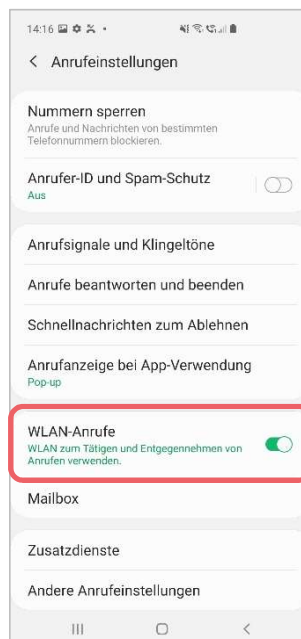 14:16
Anrufeinstellungen
Nummern sperren
Anrufe und Nachrichten von bestimmten
Telefonnummern blockieren.
Anrufer-ID und Spam-Schutz
Aus
Anrufsignale und Klingeltöne
Anrufe beantworten und beenden
Schnellnachrichten zum Ablehnen
Anrufanzeige bei App-Verwendung
Pop-up
WLAN-Anrufe
WLAN zum Tätigen und Entgegennehmen von
Anrufen verwenden.
Mailbox
Zusatzdienste
Andere Anrufeinstellungen